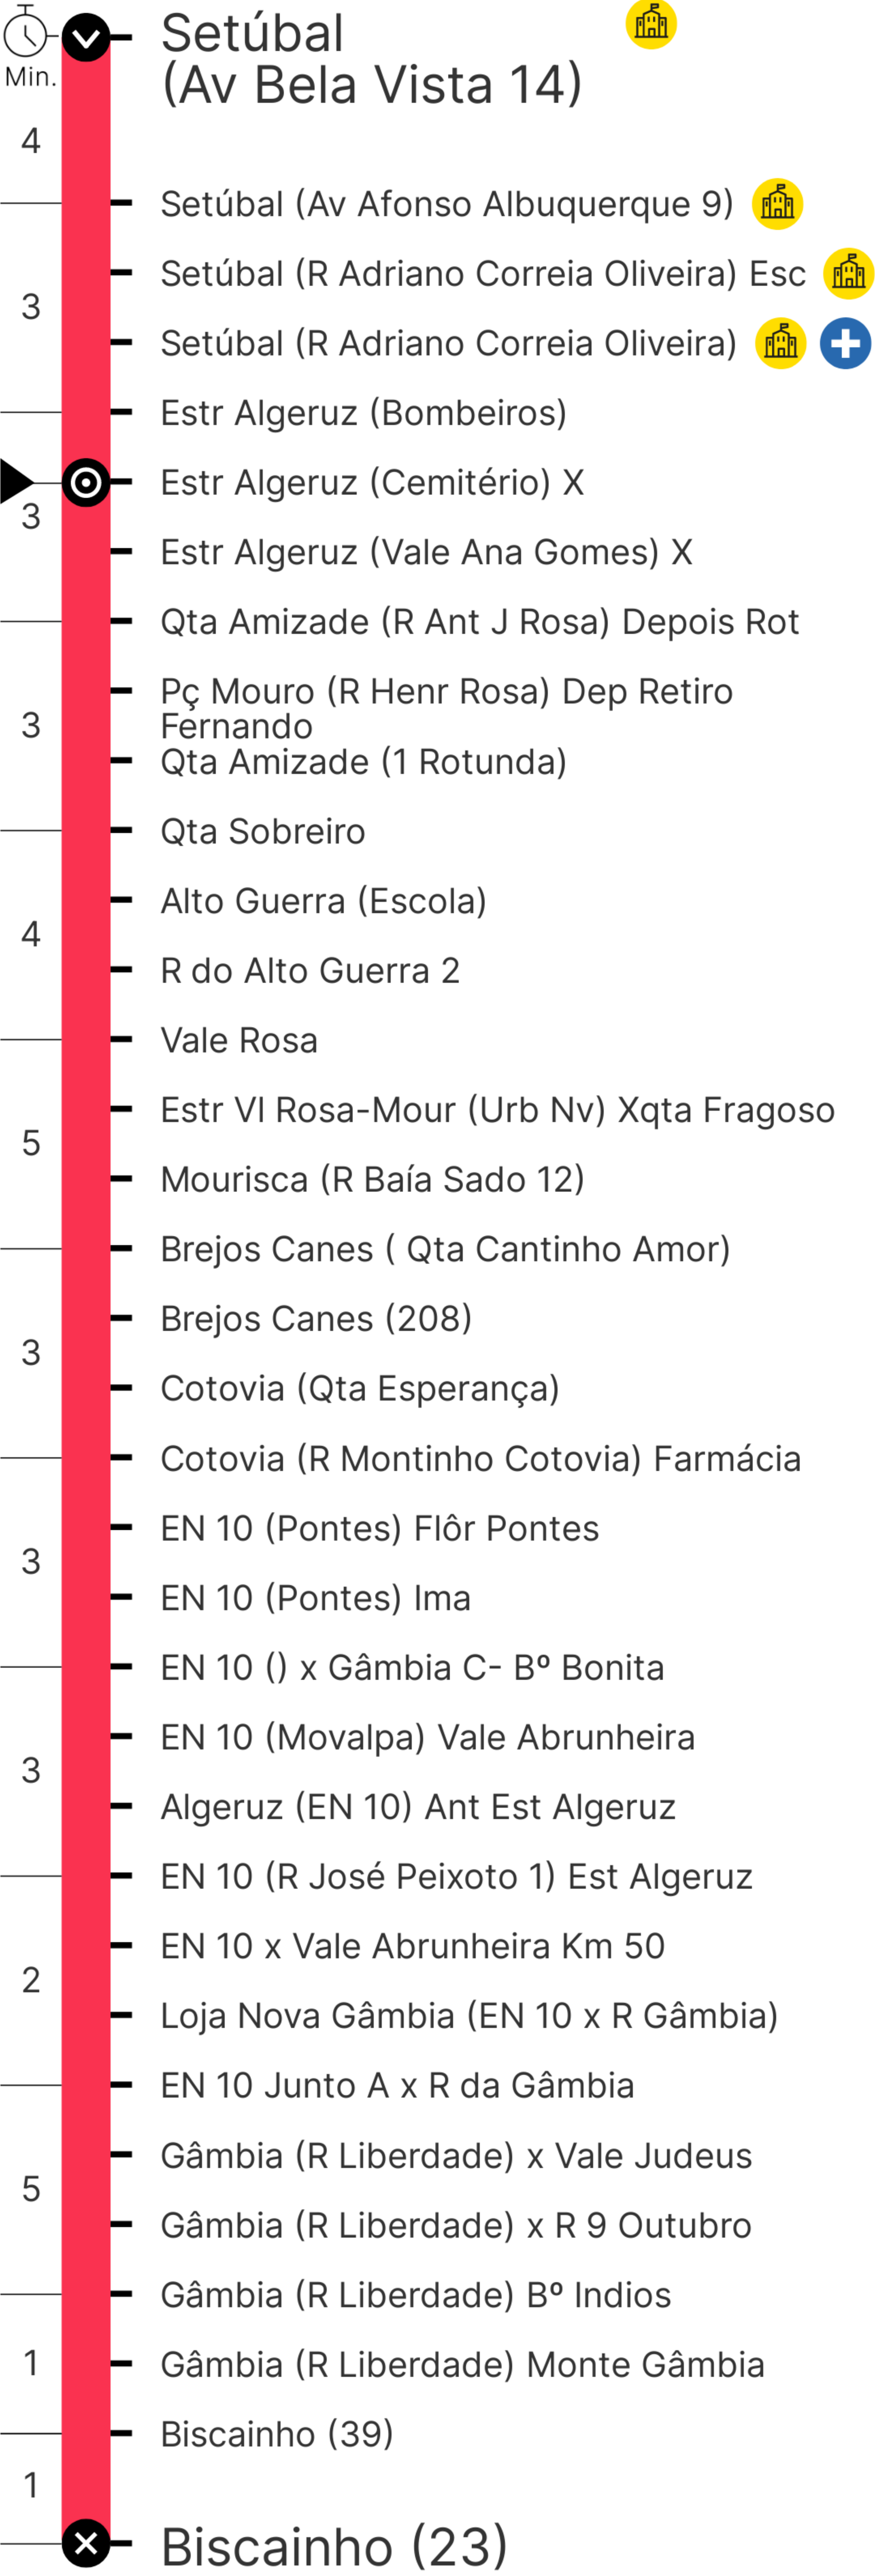 Setúbal
(Av Bela Vista 14)
Min.
4
Setúbal (Av Afonso Albuquerque 9)
Setúbal (R Adriano Correia Oliveira) Esc
3
Setúbal (R Adriano Correia Oliveira)
Estr Algeruz (Bombeiros)
Estr Algeruz (Cemitério) X
3
Estr Algeruz (Vale Ana Gomes) X
Qta Amizade (R Ant J Rosa) Depois Rot
Pç Mouro (R Henr Rosa) Dep Retiro
Fernando
3
Qta Amizade (1 Rotunda)
Qta Sobreiro
Alto Guerra (Escola)
4
R do Alto Guerra 2
Vale Rosa
Estr Vl Rosa-Mour (Urb Nv) Xqta Fragoso
5
Mourisca (R Baía Sado 12)
Brejos Canes ( Qta Cantinho Amor)
Brejos Canes (208)
3
Cotovia (Qta Esperança)
Cotovia (R Montinho Cotovia) Farmácia
EN 10 (Pontes) Flôr Pontes
3
EN 10 (Pontes) Ima
EN 10 () x Gâmbia C- Bº Bonita
EN 10 (Movalpa) Vale Abrunheira
3
Algeruz (EN 10) Ant Est Algeruz
EN 10 (R José Peixoto 1) Est Algeruz
EN 10 x Vale Abrunheira Km 50
2
Loja Nova Gâmbia (EN 10 x R Gâmbia)
EN 10 Junto A x R da Gâmbia
Gâmbia (R Liberdade) x Vale Judeus
5
Gâmbia (R Liberdade) x R 9 Outubro
Gâmbia (R Liberdade) Bº Indios
1
Gâmbia (R Liberdade) Monte Gâmbia
Biscainho (39)
1
Biscainho (23)